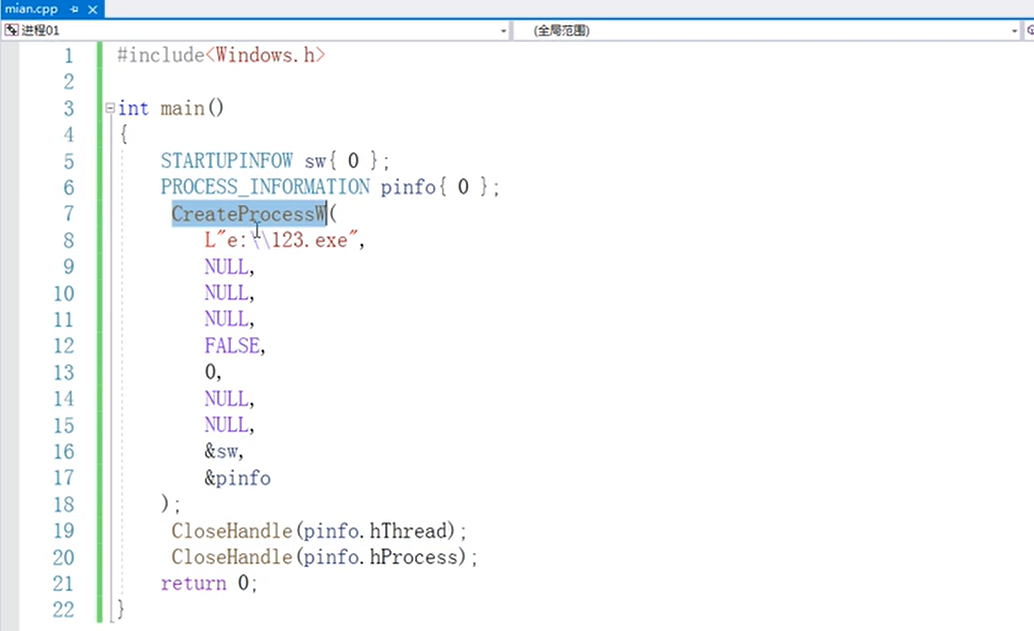 mian.cpp
进程01
(全局范围)
1 #include<Windows.h>
2
3 int main()
4 {
5 STARTUPINFOW sw{ 0 };
6 PROCESS_INFORMATION pinfo{ 0 };
7 CreateProcessW(
8 L"e:\\123.exe",
9 NULL,
10 NULL,
11 NULL,
12 FALSE,
13 0,
14 NULL,
15 NULL,
16 &sw,
17 &pinfo
18 );
19 CloseHandle(pinfo.hThread);
20 CloseHandle(pinfo.hProcess);
21 return 0;
22 }